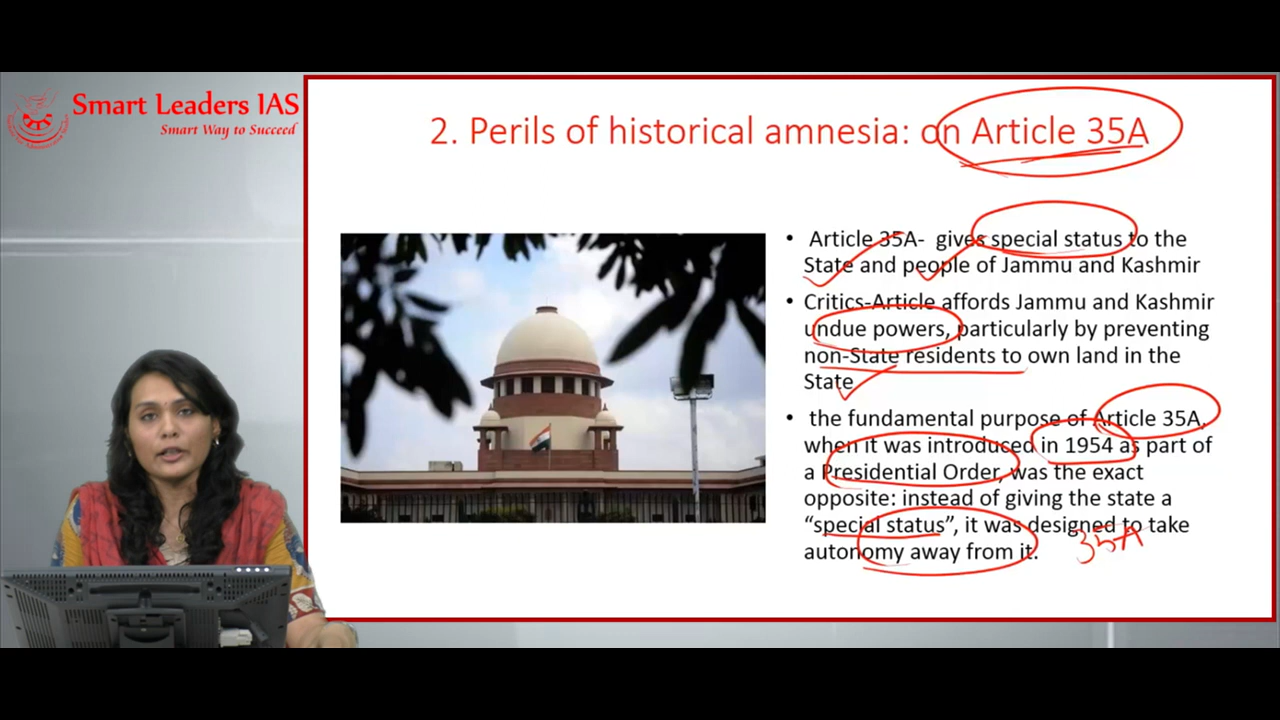 Smart Leaders IAS
Smart Way to Succeed
2. Perils of historical amnesia: on Article 35A
• Article 35A- gives special status to the
State and people of Jammu and Kashmir
• Critics-Article affords Jammu and Kashmir
undue powers, particularly by preventing
non-State residents to own land in the
State
• the fundamental purpose of Article 35A,
when it was introduced in 1954 as part of
a Presidential Order, was the exact
opposite: instead of giving the state a
“special status”, it was designed to take
autonomy away from it.
35A